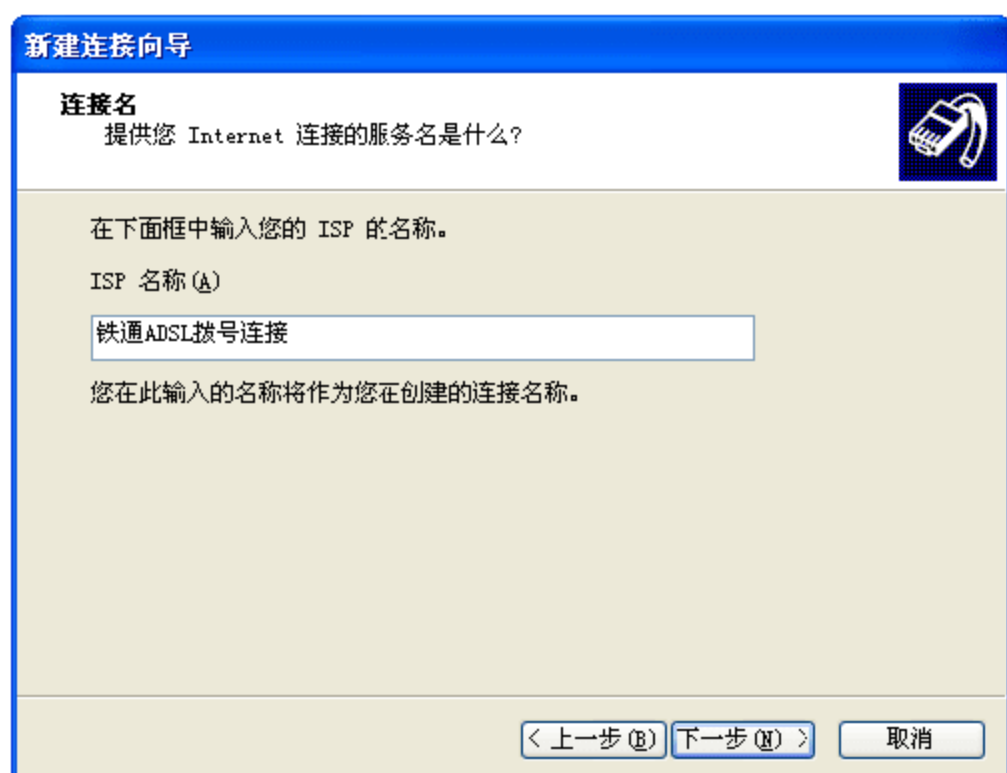 新建连接向导
连接名
提供您 Internet 连接的服务名是什么?
在下面框中输入您的 ISP 的名称。
ISP 名称(A)
铁通ADSL拨号连接
您在此输入的名称将作为您在创建的连接名称。
< 上一步(B) 下一步(N) > 取消